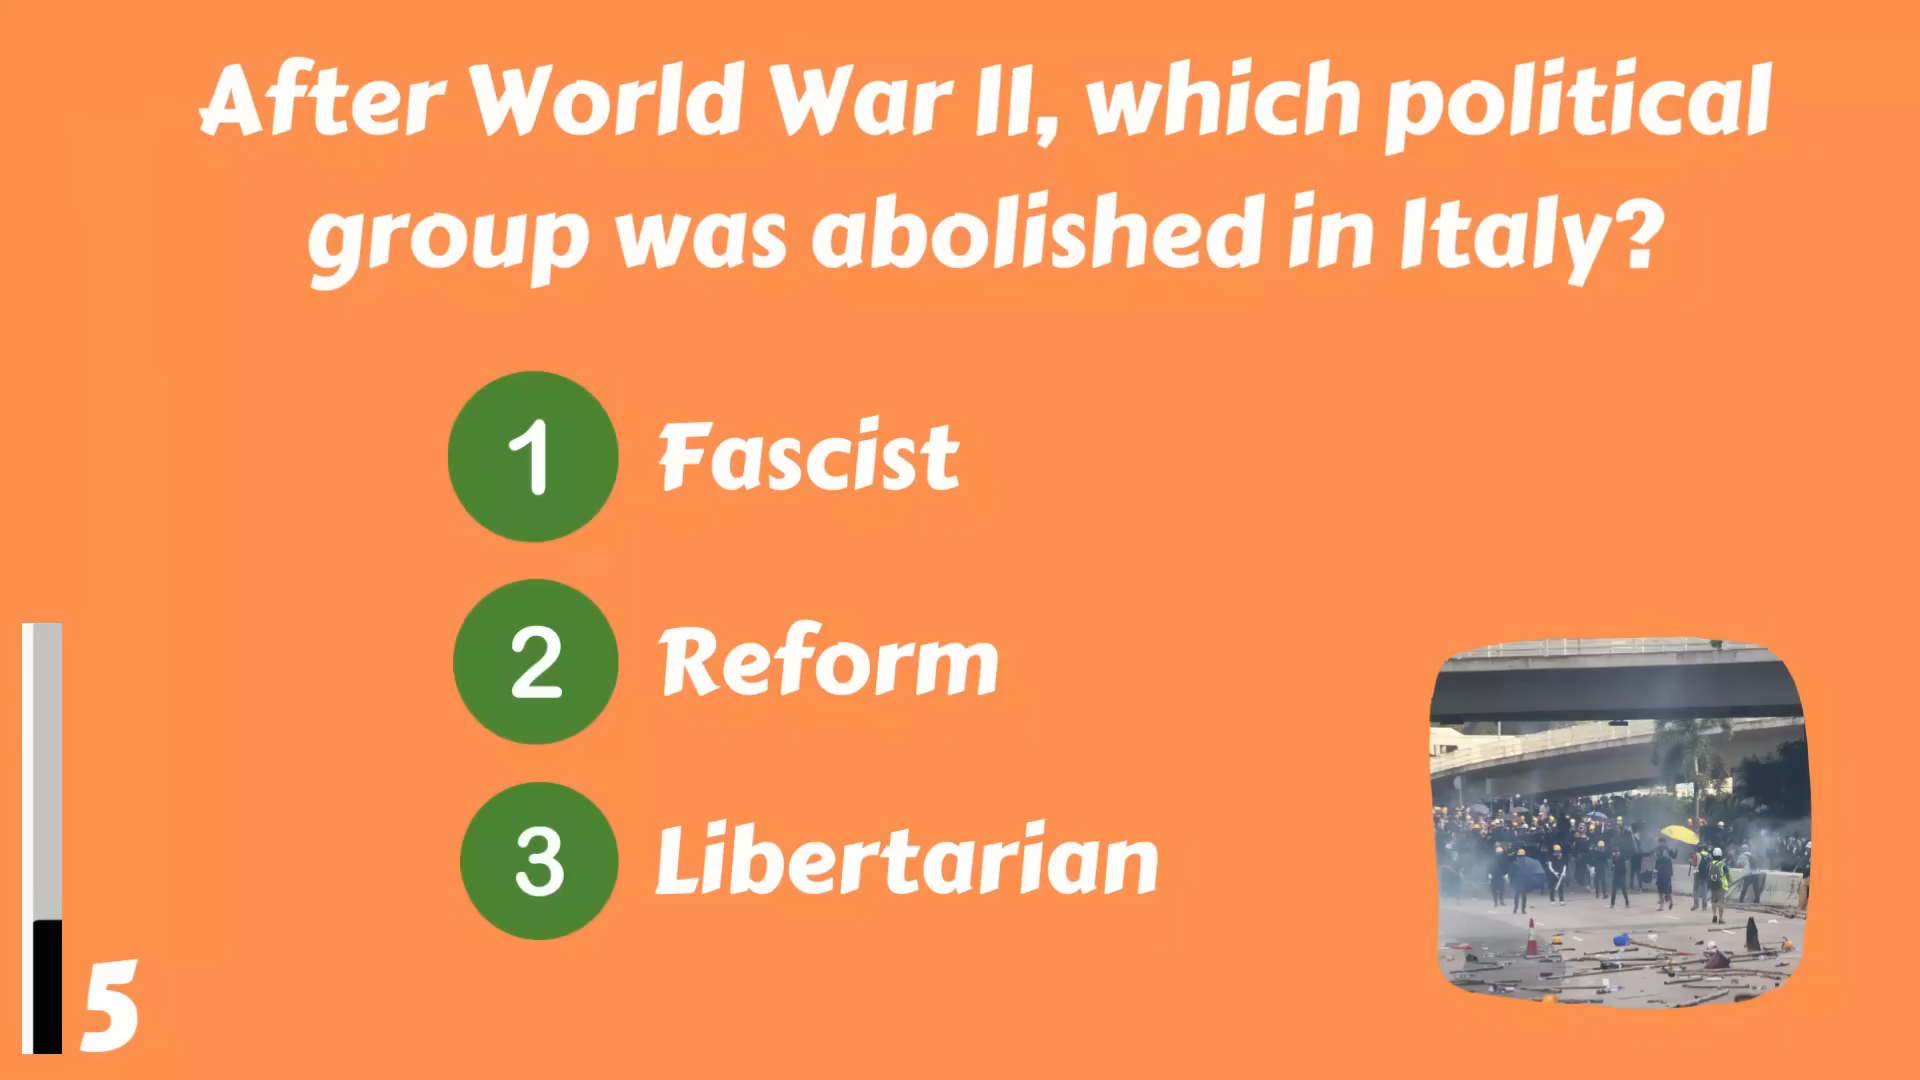 After World War II, which political
group was abolished in Italy?
1 Fascist
2 Reform
3 Libertarian
5